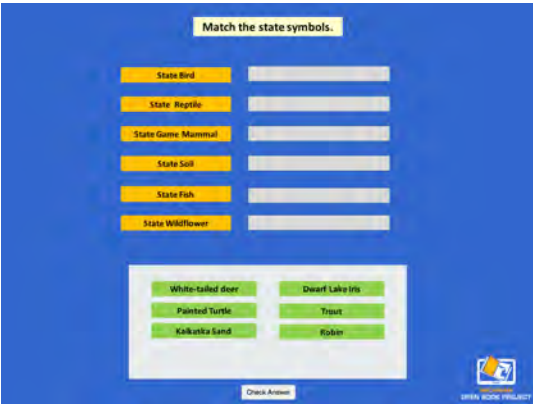 Match the state symbols.
State Bird
State Reptile
State Game Mammal
State Soil
State Fish
State Wildflower
White-tailed deer
Dwarf Lake Iris
Painted Turtle
Trout
Kalkaska Sand
Robin
Check Answer
OPEN BOOK PROJECT